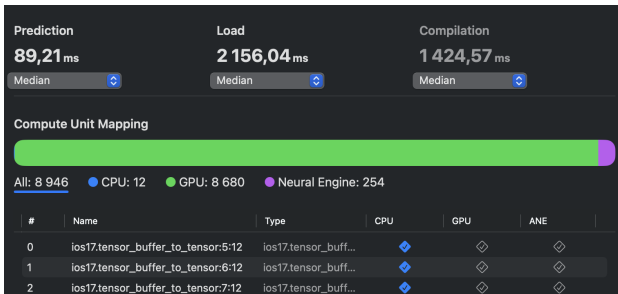 Prediction Load Compilation
89,21 ms 2 156,04 ms 1 424,57 ms
Median Median Median
Compute Unit Mapping
All: 8 946 CPU: 12 GPU: 8 680 Neural Engine: 254
# Name Type CPU GPU ANE
0 ios17.tensor_buffer_to_tensor:5:12 ios17.tensor_buff...
1 ios17.tensor_buffer_to_tensor:6:12 ios17.tensor_buff...
2 ios17.tensor_buffer_to_tensor:7:12 ios17.tensor_buff...